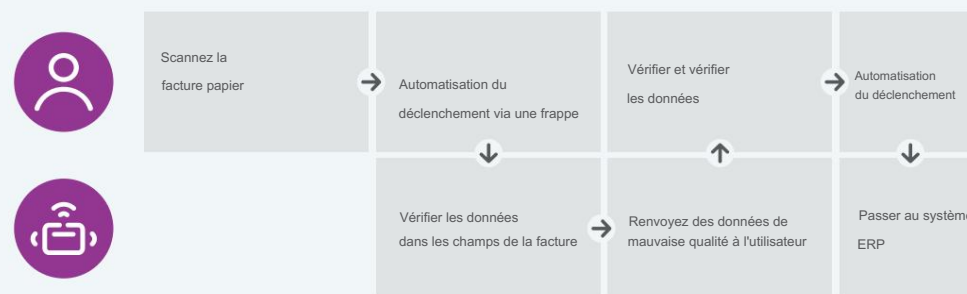 Scannez la
facture papier
Automatisation du
déclenchement via une frappe
Vérifier et vérifier
les données
Automatisation
du déclenchement
Vérifier les données
dans les champs de la facture
Renvoyez des données de
mauvaise qualité à l'utilisateur
Passer au système
ERP